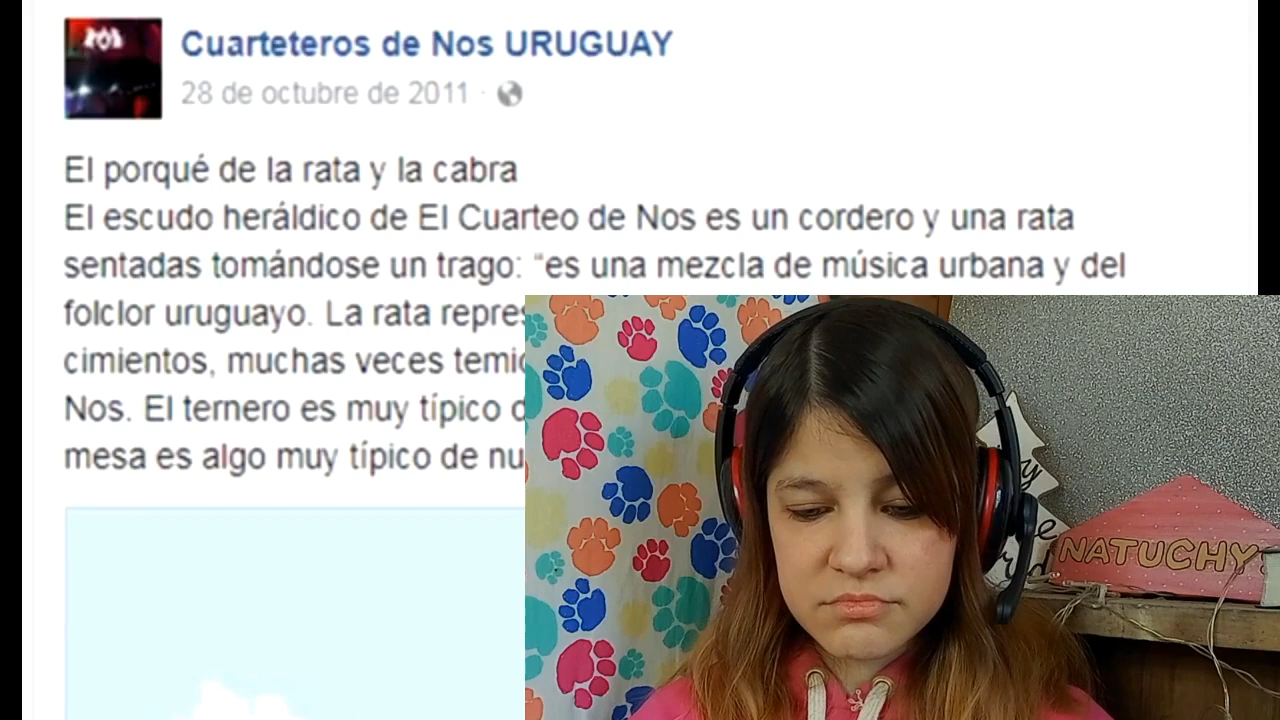 Cuarteteros de Nos URUGUAY
28 de octubre de 2011 ·
El porqué de la rata y la cabra
El escudo heráldico de El Cuarteo de Nos es un cordero y una rata
sentadas tomándose un trago: “es una mezcla de música urbana y del
folclor uruguayo. La rata repres
cimientos, muchas veces temi
Nos. El ternero es muy típico d
mesa es algo muy típico de nu
NATUCHY